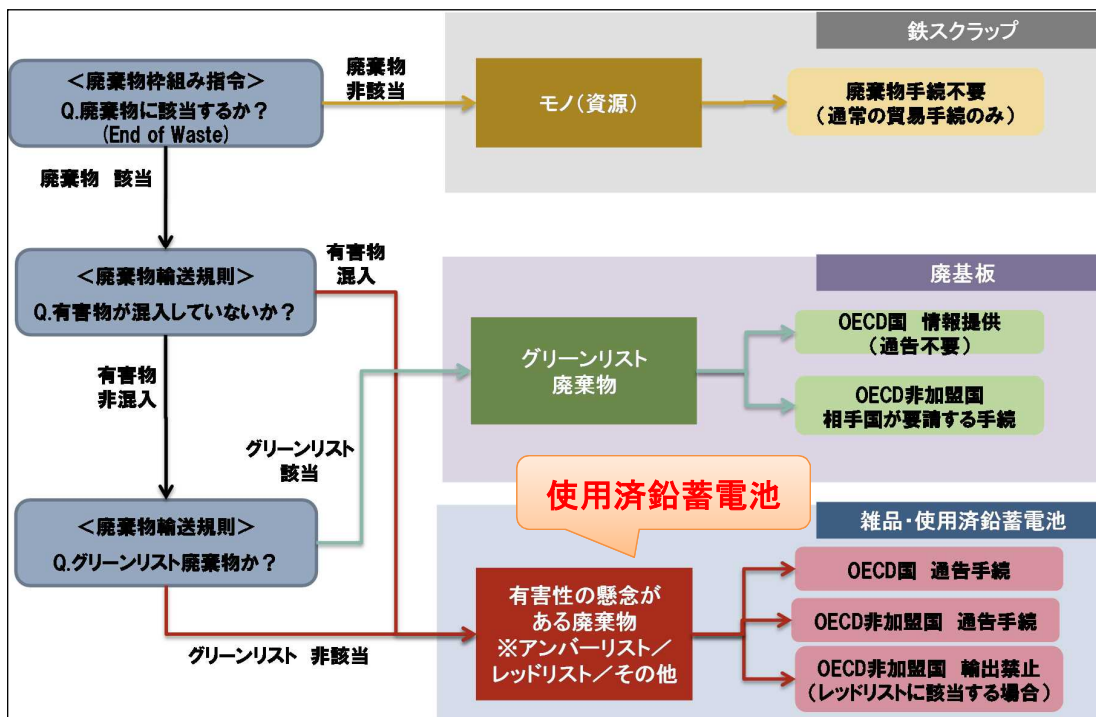 鉄スクラップ
＜廃棄物枠組み指令＞
Q.廃棄物に該当するか？
(End of Waste)
廃棄物
非該当
モノ（資源）
廃棄物手続不要
（通常の貿易手続のみ）
廃棄物 該当
＜廃棄物輸送規則＞
Q.有害物が混入していないか？
有害物
混入
廃基板
グリーンリスト
廃棄物
OECD国 情報提供
（通告不要）
OECD非加盟国
相手国が要請する手続
有害物
非混入
グリーンリスト
該当
使用済鉛蓄電池
＜廃棄物輸送規則＞
Q.グリーンリスト廃棄物か？
雑品・使用済鉛蓄電池
有害性の懸念が
ある廃棄物
※アンバーリスト／
レッドリスト／その他
OECD国 通告手続
OECD非加盟国 通告手続
OECD非加盟国 輸出禁止
（レッドリストに該当する場合）
グリーンリスト 非該当